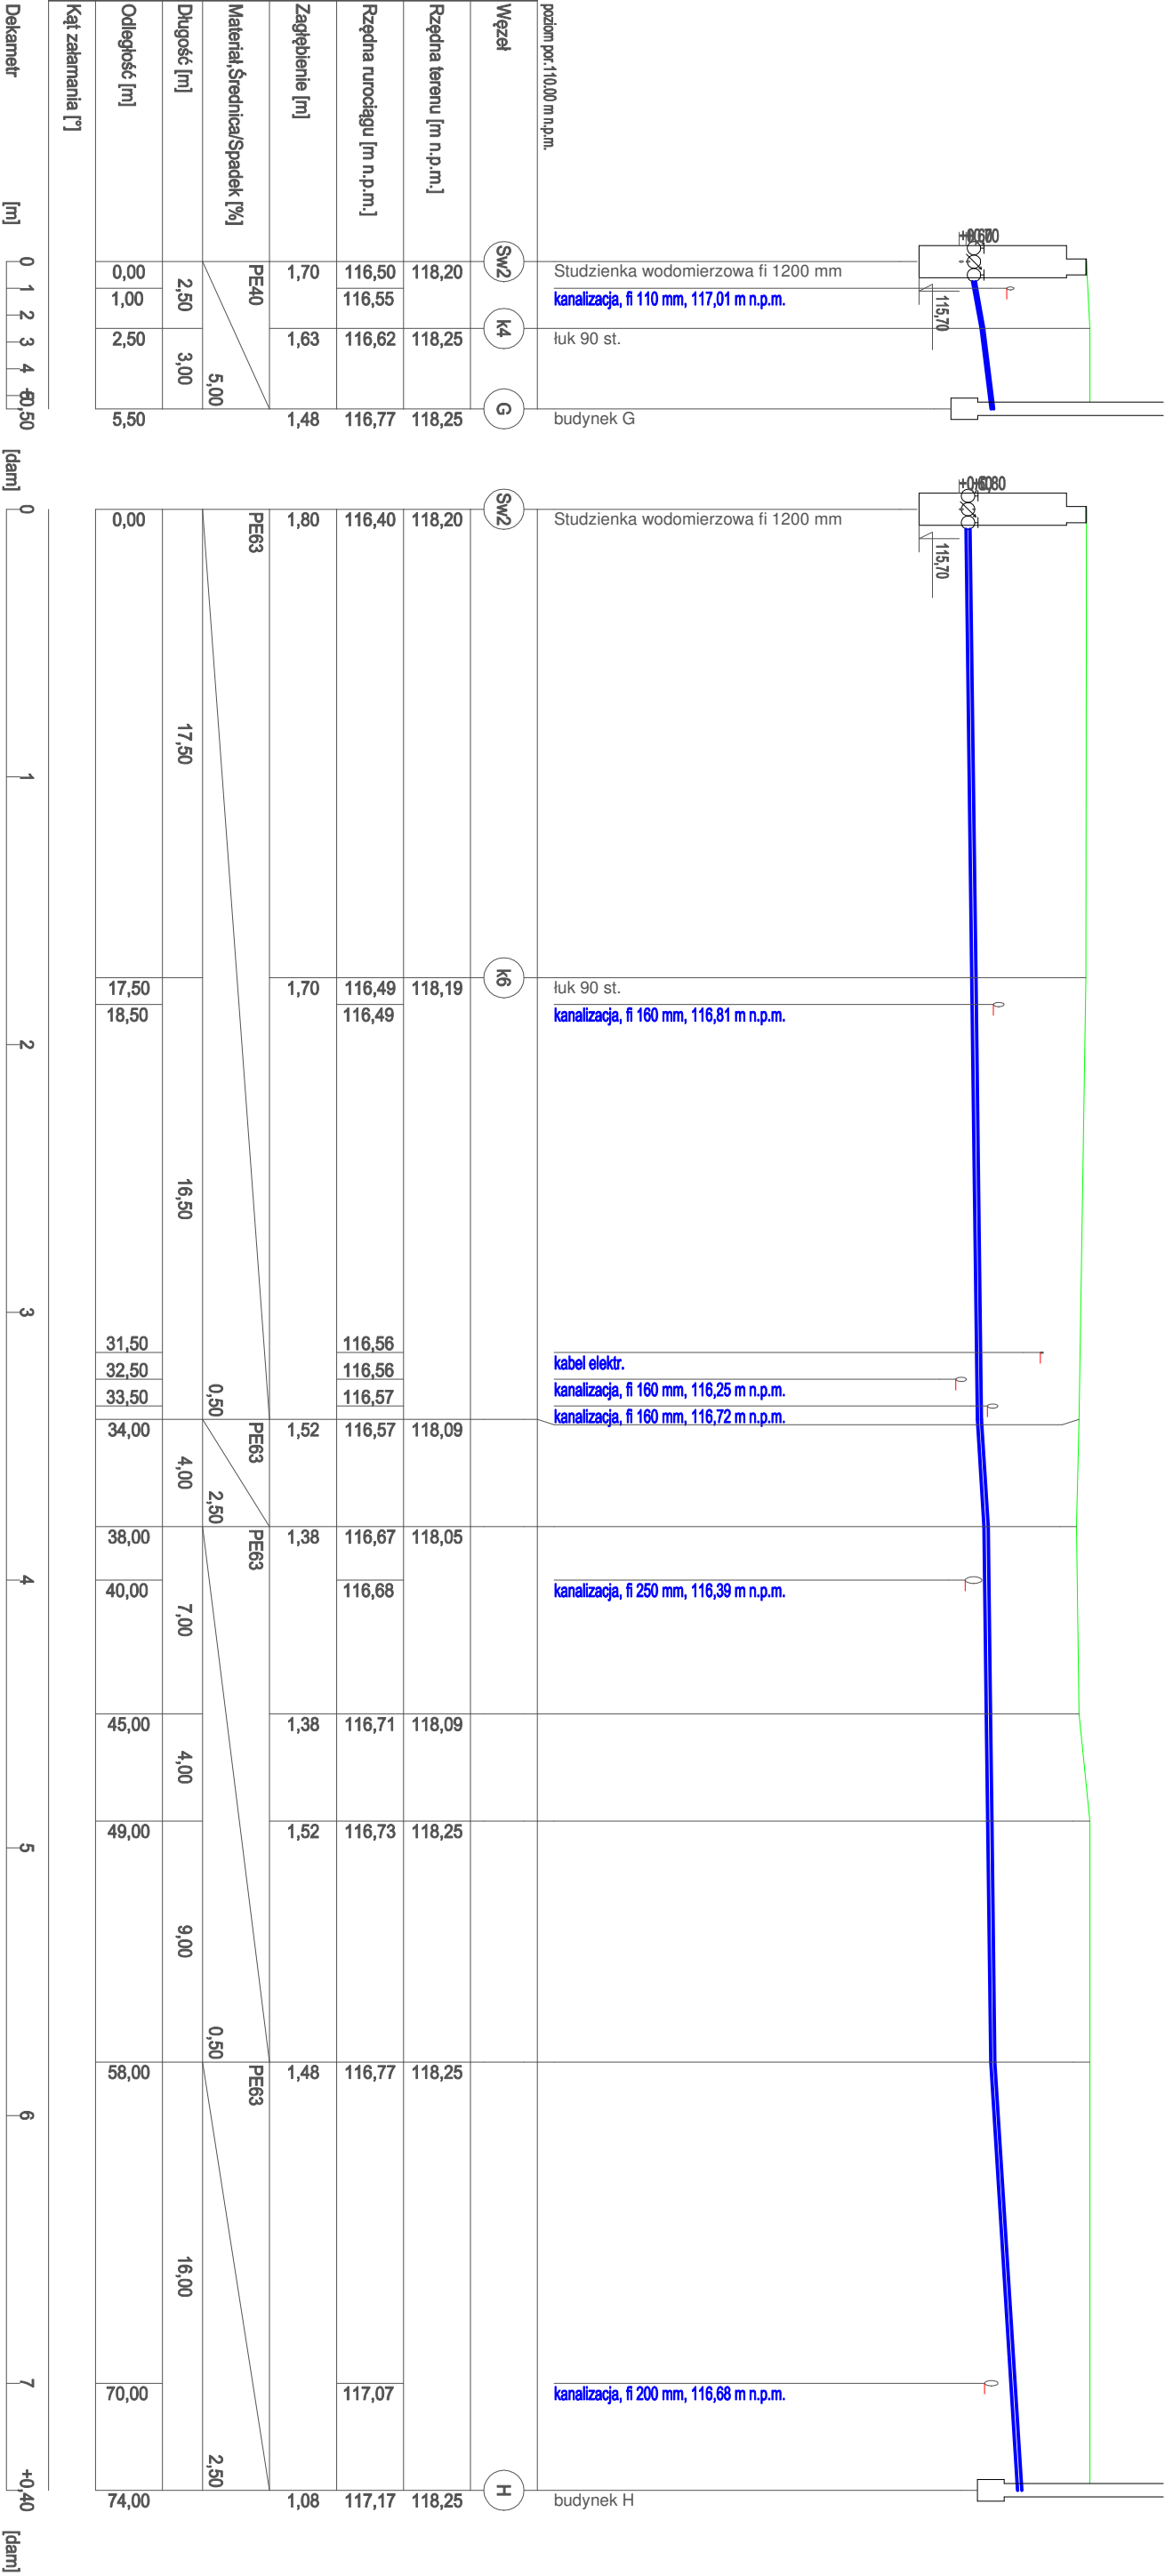 poziom por.110.00 m n.p.m.
Węzeł
Rzędna terenu [m n.p.m.]
Rzędna rurociągu [m n.p.m.]
Zagłębienie [m]
Materiał,Średnica/Spadek [%]
Długość [m]
Odległość [m]
Kąt załamania [°]
Dekametr
[m]
0
1
2
3
4
Sw2
Studzienka wodomierzowa fi 1200 mm
118,20
116,50
1,70
PE40
2,50
0,00
115,70
kanalizacja, fi 110 mm, 117,01 m n.p.m.
116,55
1,00
k4
łuk 90 st.
118,25
116,62
1,63
3,00
2,50
5,00
G
budynek G
118,25
116,77
1,48
5,50
[dam]
0
1
2
3
4
5
6
7
+0,40
[dam]
Sw2
Studzienka wodomierzowa fi 1200 mm
118,20
116,40
1,80
PE63
0,00
115,70
17,50
k6
łuk 90 st.
118,19
116,49
1,70
17,50
kanalizacja, fi 160 mm, 116,81 m n.p.m.
116,49
18,50
16,50
kabel elektr.
116,56
31,50
kanalizacja, fi 160 mm, 116,25 m n.p.m.
116,56
32,50
kanalizacja, fi 160 mm, 116,72 m n.p.m.
116,57
33,50
0,50
118,09
116,57
1,52
PE63
34,00
4,00
2,50
118,05
116,67
1,38
PE63
38,00
kanalizacja, fi 250 mm, 116,39 m n.p.m.
116,68
40,00
7,00
118,09
116,71
1,38
45,00
4,00
118,25
116,73
1,52
49,00
9,00
0,50
118,25
116,77
1,48
PE63
58,00
16,00
kanalizacja, fi 200 mm, 116,68 m n.p.m.
117,07
70,00
2,50
H
budynek H
118,25
117,17
1,08
74,00